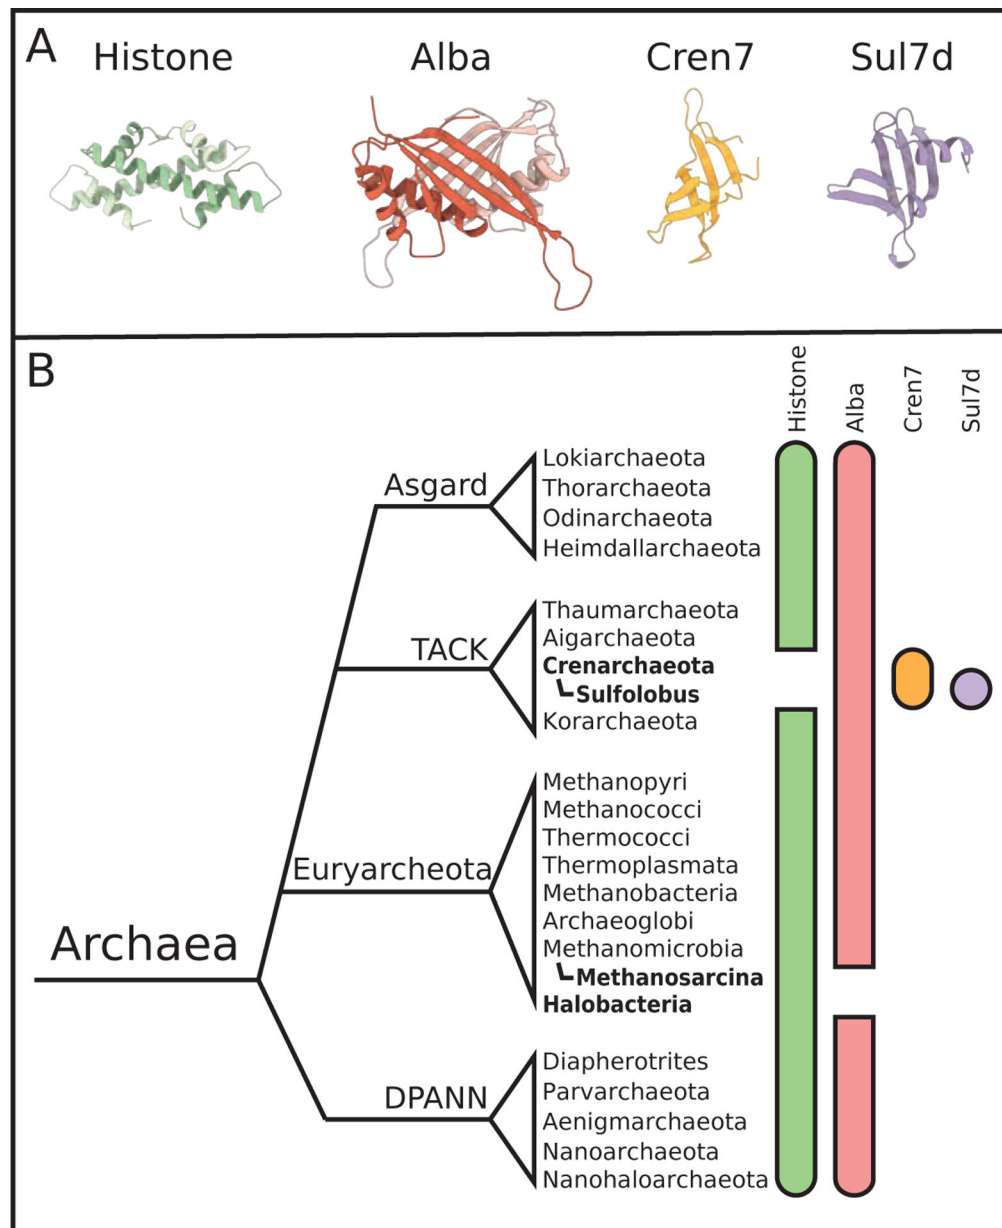 A
Histone
Alba
Cren7
Sul7d
B
Histone
Alba
Cren7
Sul7d
Archaea
Asgard
Lokiarchaeota
Thorarchaeota
Odinarchaeota
Heimdallarchaeota
TACK
Thaumarchaeota
Aigarchaeota
Crenarchaeota
Sulfolobus
Korarchaeota
Euryarcheota
Methanopyri
Methanococci
Thermococci
Thermoplasmata
Methanobacteria
Archaeoglobi
Methanomicrobia
Methanosarcina
Halobacteria
DPANN
Diapherotrites
Parvarchaeota
Aenigmarchaeota
Nanoarchaeota
Nanohaloarchaeota